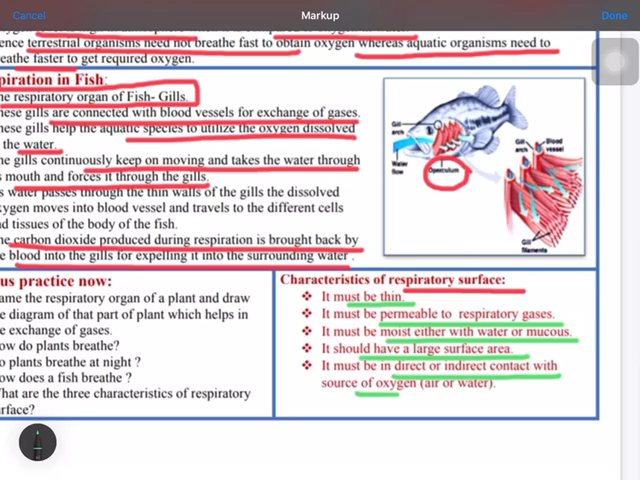 Cancel
Markup
Done
ence terrestrial organisms need not breathe fast to obtain oxygen whereas aquatic organisms need to
eathe faster to get required oxygen.
piration in Fish:
he respiratory organ of Fish- Gills.
hese gills are connected with blood vessels for exchange of gases.
hese gills help the aquatic species to utilize the oxygen dissolved
the water.
he gills continuously keep on moving and takes the water through
s mouth and forces it through the gills.
s water passes through the thin walls of the gills the dissolved
xygen moves into blood vessel and travels to the different cells
nd tissues of the body of the fish.
he carbon dioxide produced during respiration is brought back by
e blood into the gills for expelling it into the surrounding water .
Gill
arch
Water
flow
Operculum
Gill
arch
Blood
vessel
Gill
filaments
us practice now:
ame the respiratory organ of a plant and draw
e diagram of that part of plant which helps in
e exchange of gases.
ow do plants breathe?
o plants breathe at night ?
ow does a fish breathe ?
hat are the three characteristics of respiratory
rface?
Characteristics of respiratory surface:
❖ It must be thin.
❖ It must be permeable to respiratory gases.
❖ It must be moist either with water or mucous.
❖ It should have a large surface area.
❖ It must be in direct or indirect contact with
source of oxygen (air or water).